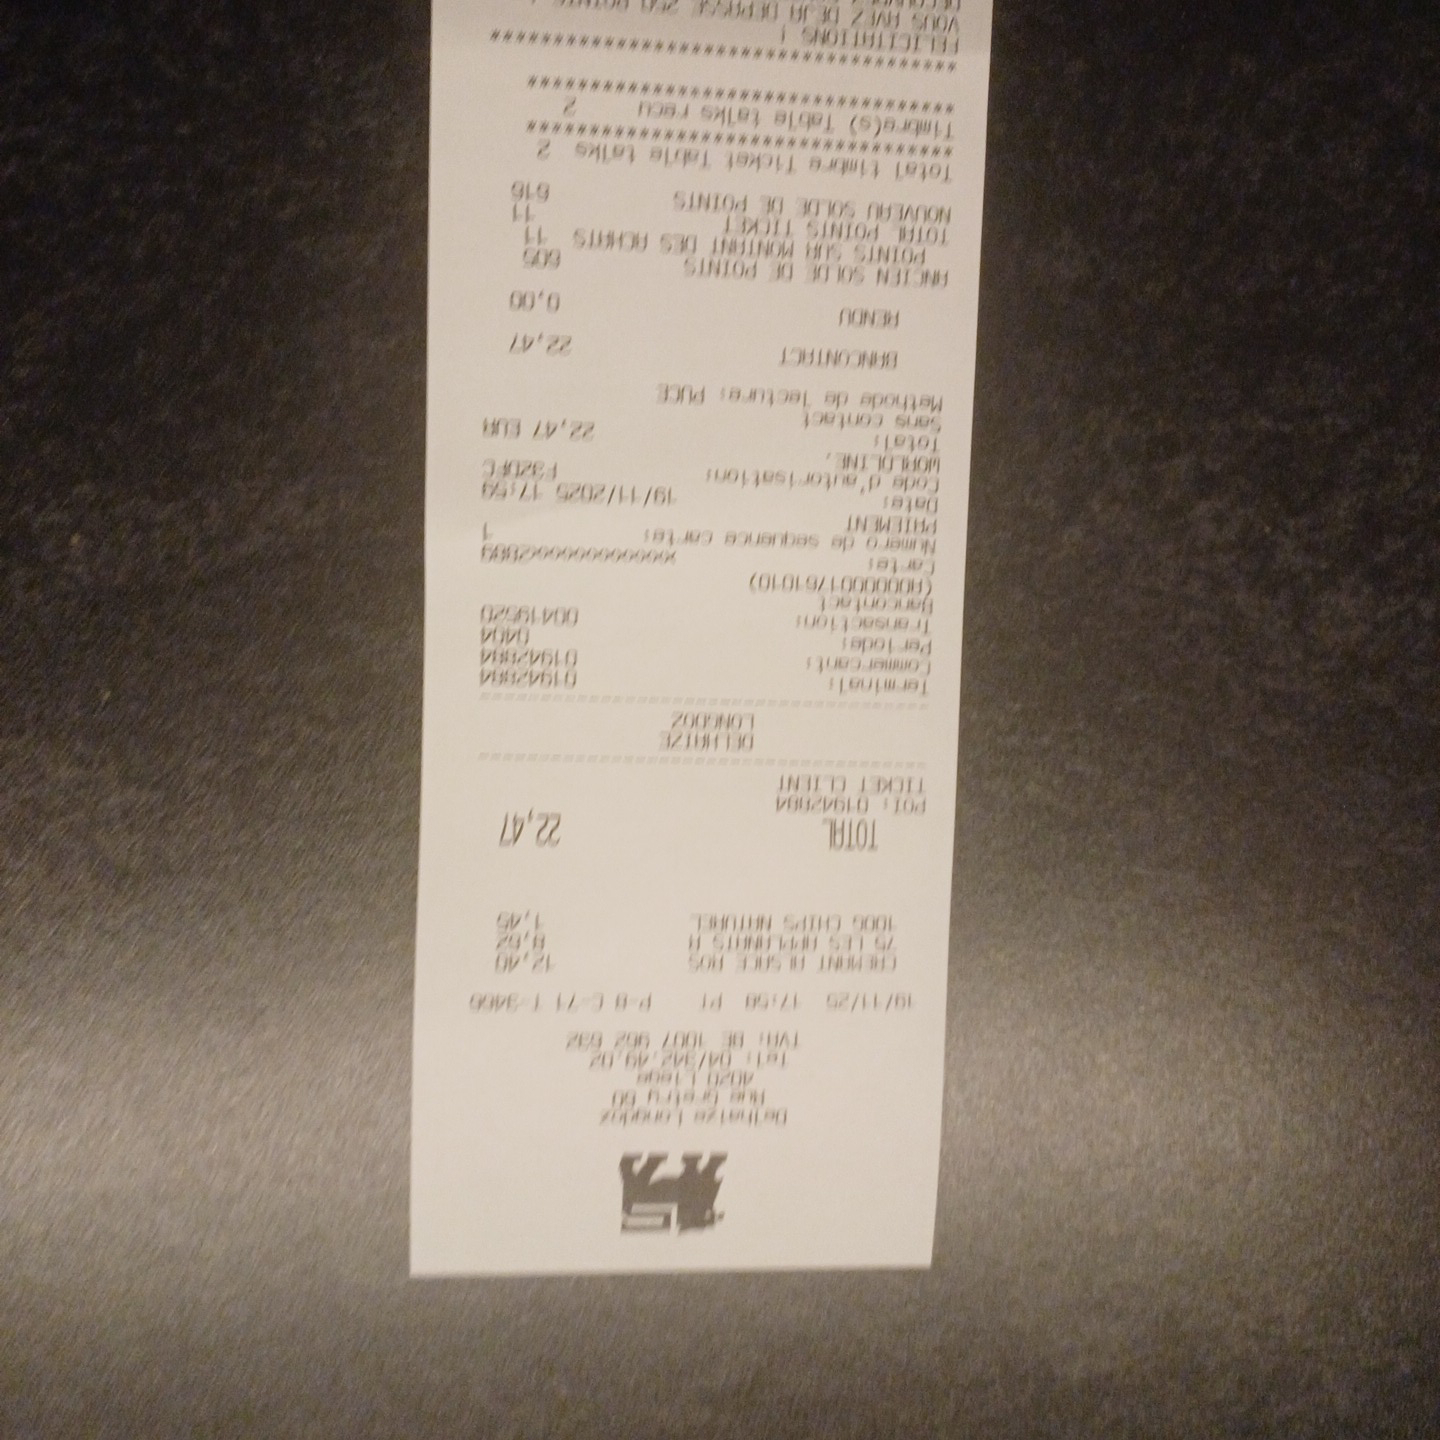 Delhaize Longdoz
Rue Gretry 60
4020 Liege
Tel: 04/342.49.02
TVA: BE 1007 962 632
19/11/25 17:58 PT P-8 C-71 T-3466
CREMANT ALSACE ROS 12,40
75 LES APPLANATS R 8,62
100G CHIPS NATUREL 1,45
TOTAL 22,47
POI: 01942884
TICKET CLIENT
DELHAIZE
LONGDOZ
Terminal: 01942884
Commercant: 01942884
Periode: 0404
Transaction: 00419520
Bancontact
(A0000001761010)
Carte: xxxxxxxxxxxxx2889
Numero de sequence carte: 1
PAIEMENT
Date: 19/11/2025 17:59
Code d'autorisation: F32DFC
WORLDLINE.
Total: 22,47 EUR
Sans contact
Methode de lecture: PUCE
BANCONTACT 22,47
RENDU 0,00
ANCIEN SOLDE DE POINTS 605
POINTS SUR MONTANT DES ACHATS 11
TOTAL POINTS TICKET 11
NOUVEAU SOLDE DE POINTS 616
Total timbre Ticket Table talks 2
**********************************
Timbre(s) Table talks recu 2
**********************************
*************************************
FELICITATIONS !
VOUS AVEZ DEJA DEPASSE 250 POINTS !